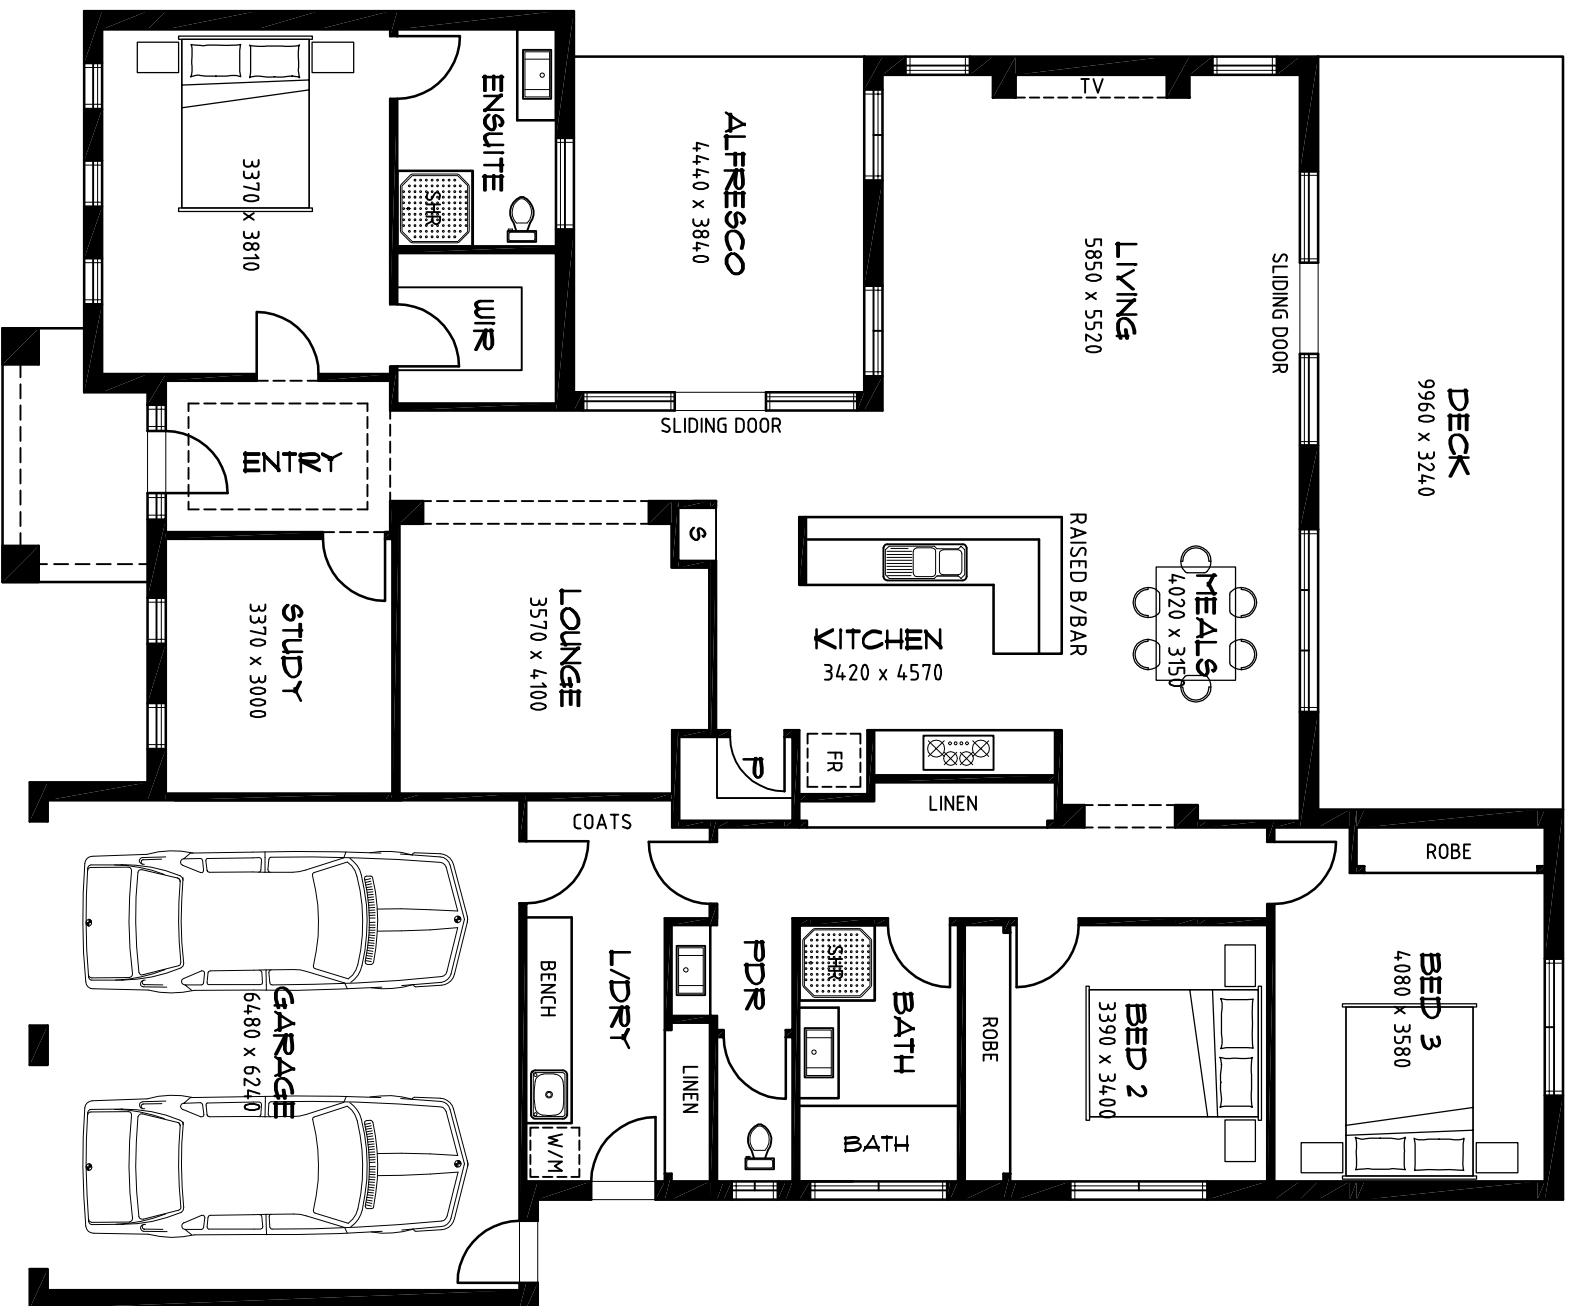 TV
ENSUITE
SHR
3370 x 3810
ALFRESCO
4440 x 3840
LIVING
5850 x 5520
SLIDING DOOR
WIR
SLIDING DOOR
DECK
9960 x 3240
ENTRY
S
RAISED B/BAR
MEALS
4020 x 3150
STUDY
3370 x 3000
LOUNGE
3570 x 4100
KITCHEN
3420 x 4570
P
FR
LINEN
COATS
ROBE
GARAGE
6480 x 6240
BENCH
L/DRY
PDR
SHR
BATH
ROBE
BED 2
3390 x 3400
BED 3
4080 x 3580
LINEN
W/M
BATH